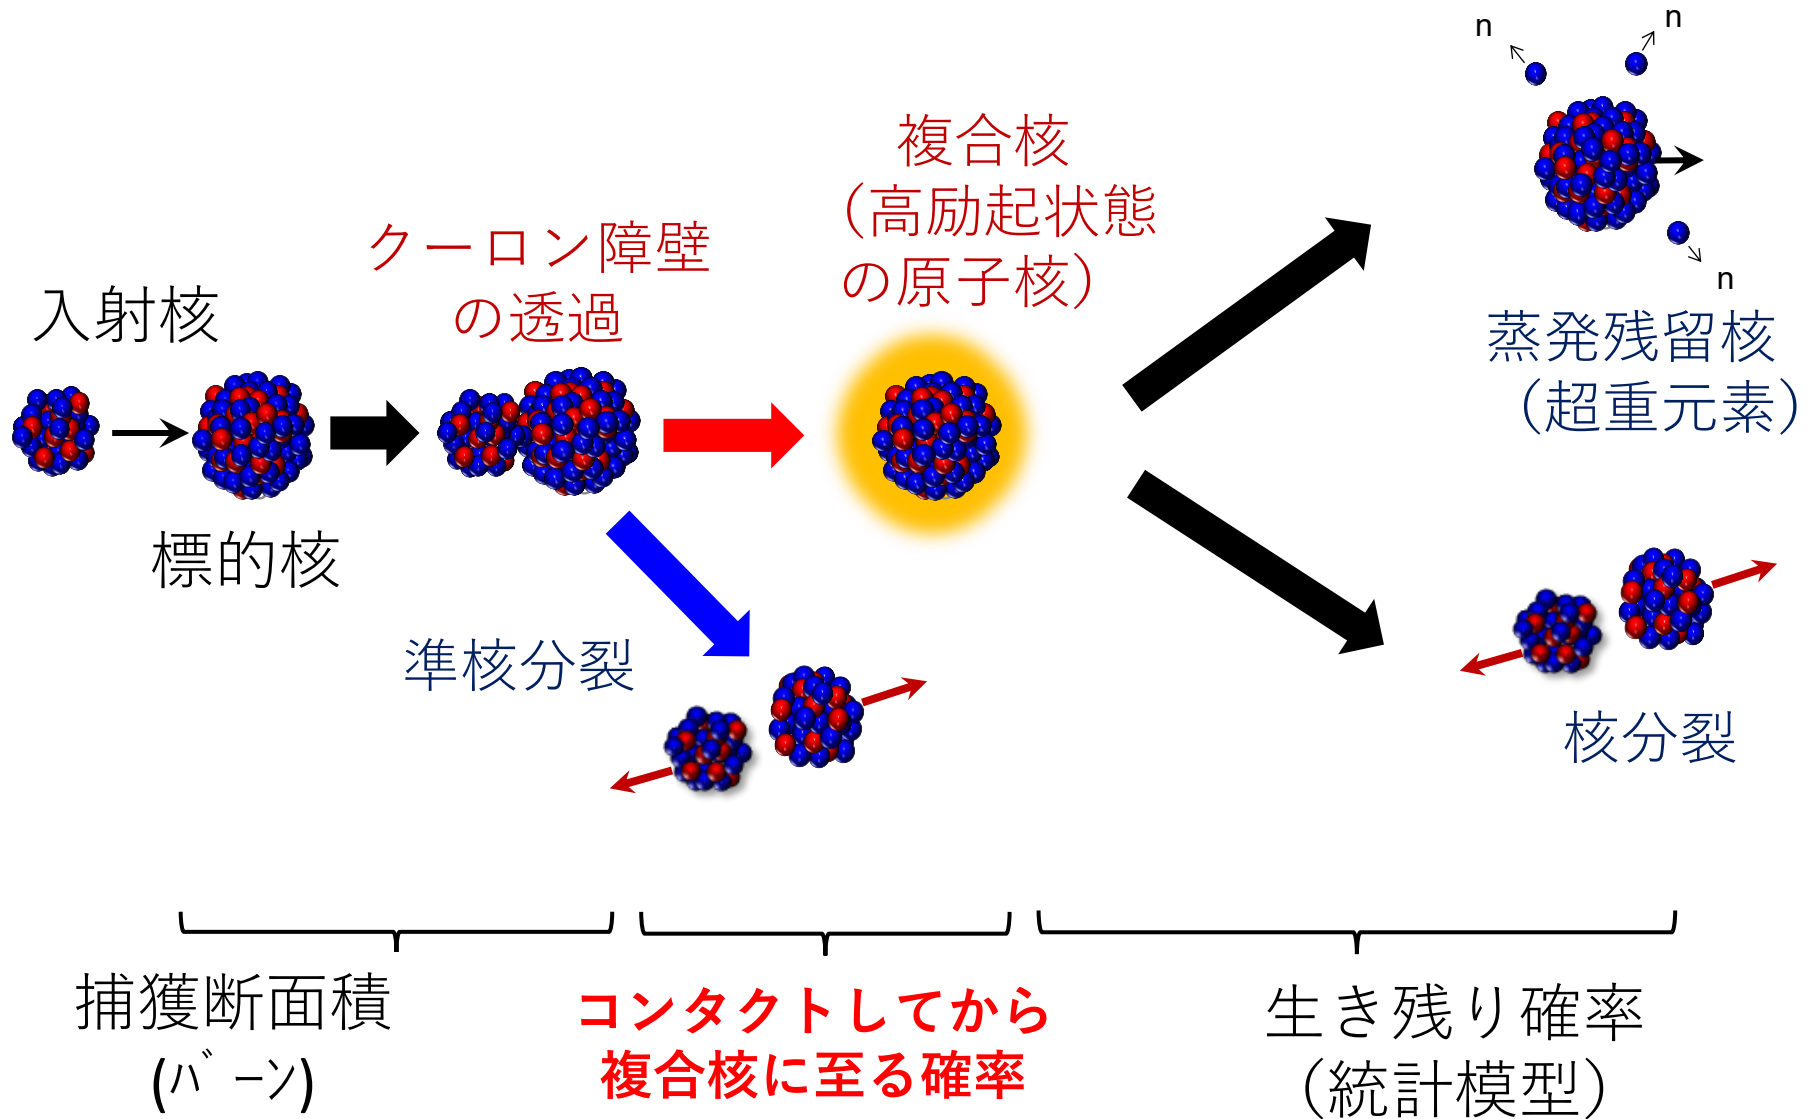 入射核
標的核
クーロン障壁
の透過
準核分裂
複合核
（高励起状態
の原子核）
n
n
n
蒸発残留核
（超重元素）
核分裂
捕獲断面積
(ﾊﾞｰﾝ)
コンタクトしてから
複合核に至る確率
生き残り確率
（統計模型）